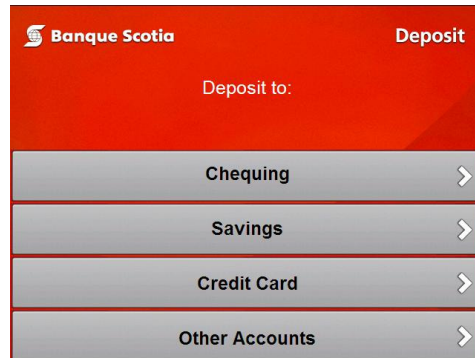 Banque Scotia
Deposit
Deposit to:
Chequing
Savings
Credit Card
Other Accounts